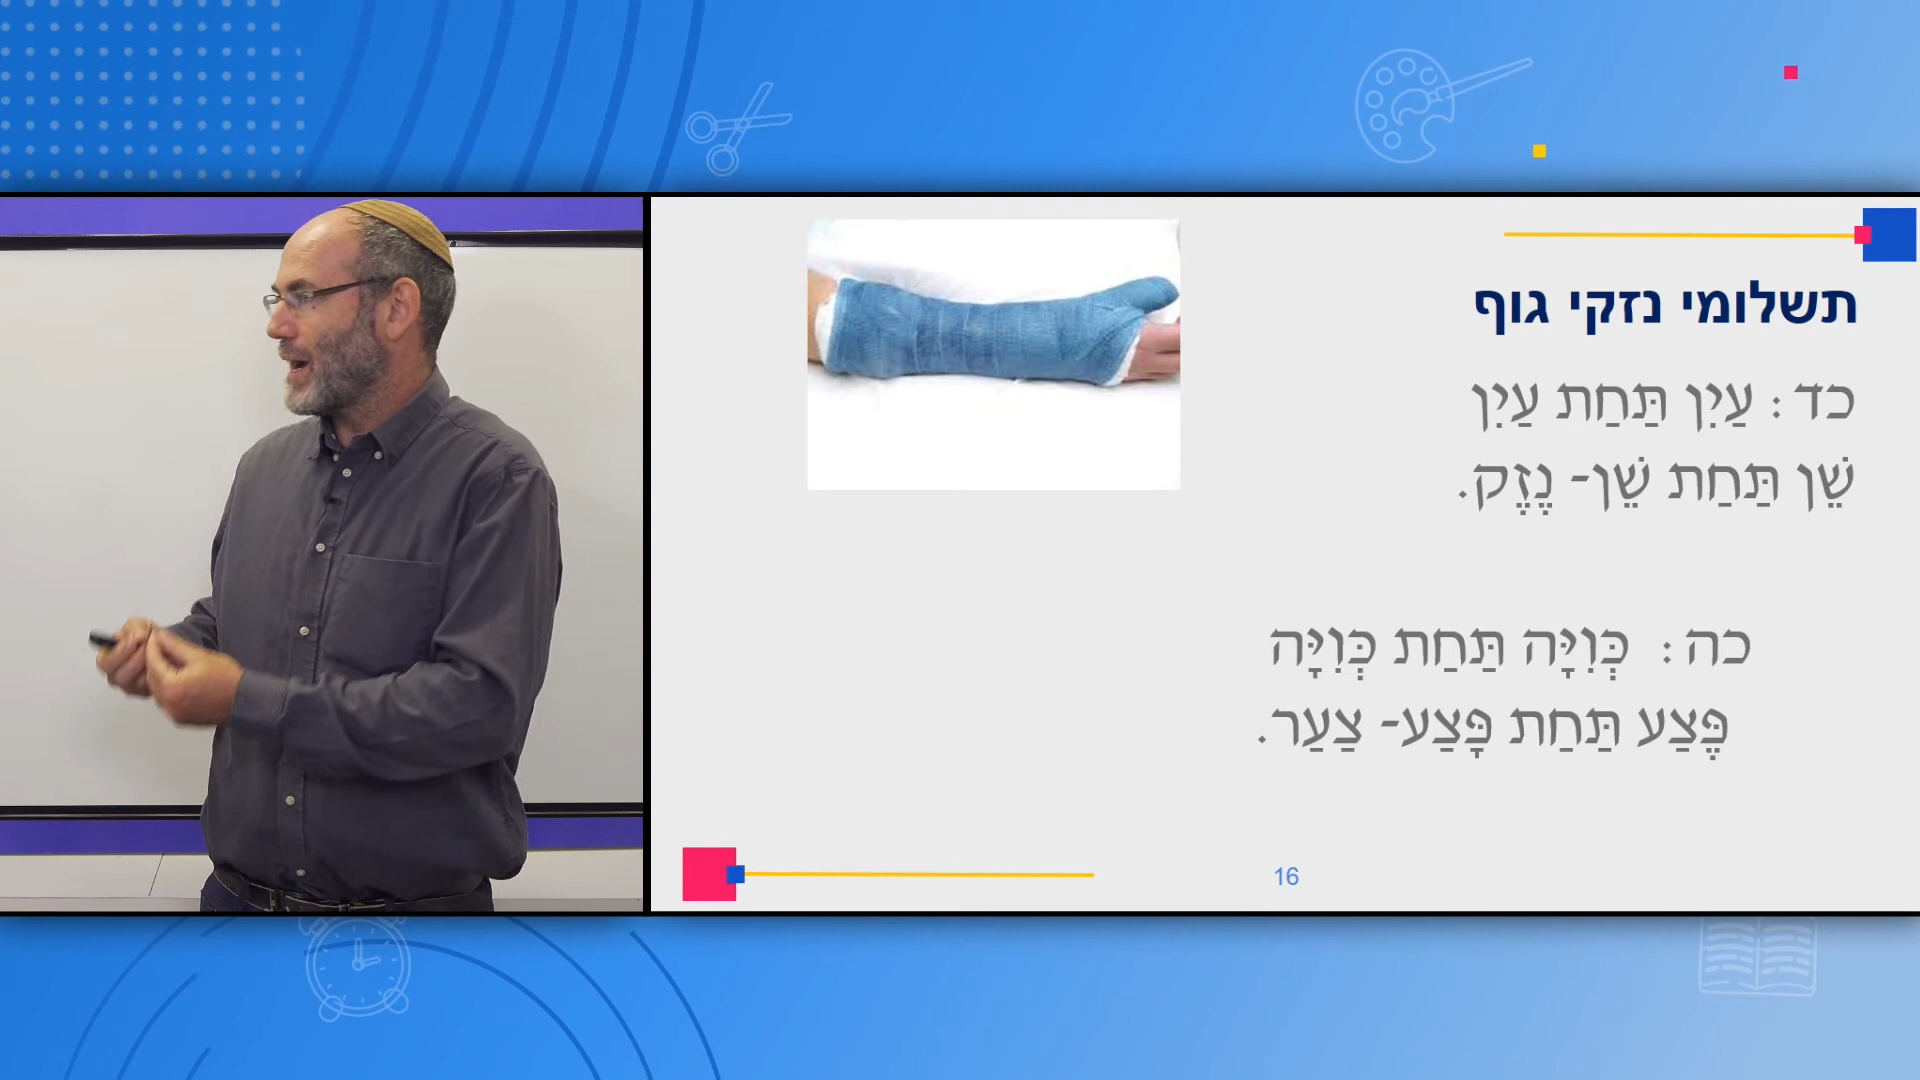 תשלומי נזקי גוף
כד: עַיִן תַּחַת עַיִן
שֵׁן תַּחַת שֵׁן- נֶזֶק.
כה: כְּוִיָּה תַּחַת כְּוִיָּה
פֶּצַע תַּחַת פָּצַע- צַעַר.
16